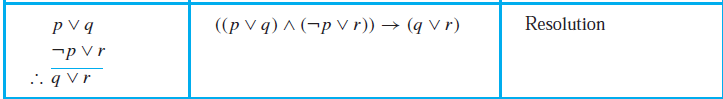 p ∨ q ((p ∨ q) ∧ (¬p ∨ r)) → (q ∨ r) Resolution
¬p ∨ r
∴ q ∨ r